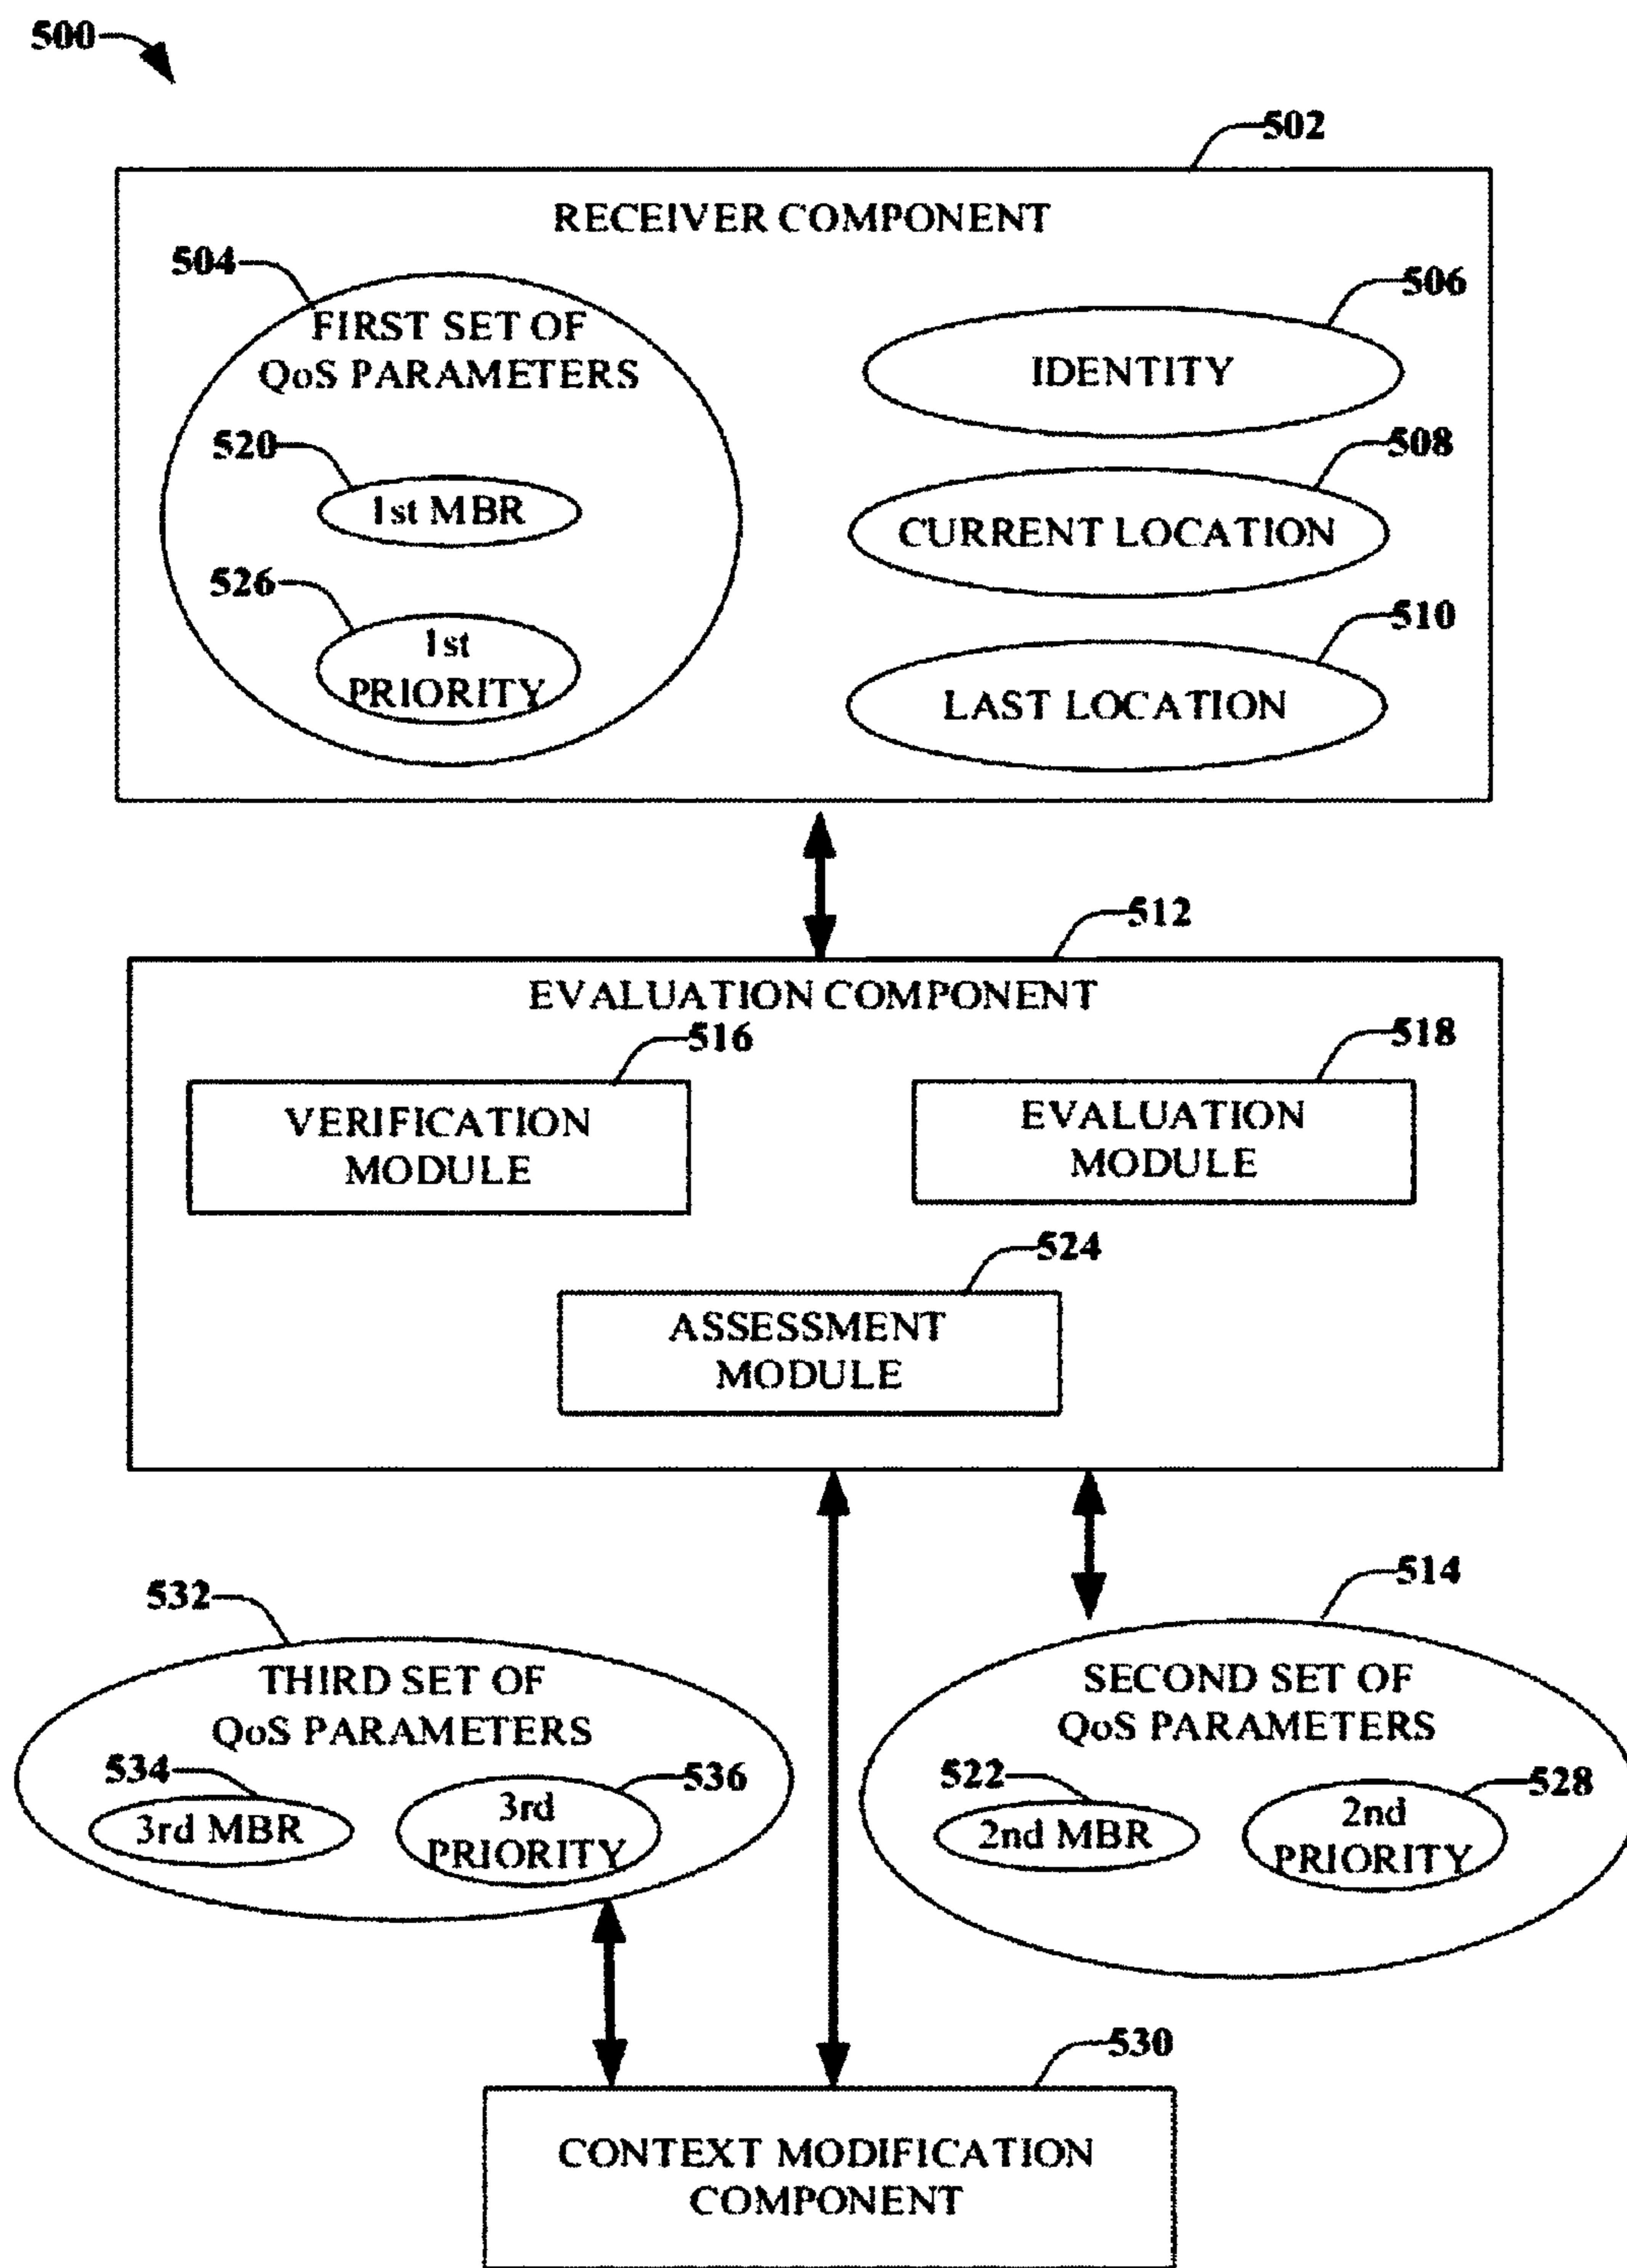 500
502
RECEIVER COMPONENT
504
FIRST SET OF
QoS PARAMETERS
506
IDENTITY
520
1st MBR
508
CURRENT LOCATION
526
1st
PRIORITY
510
LAST LOCATION
512
EVALUATION COMPONENT
516
VERIFICATION
MODULE
518
EVALUATION
MODULE
524
ASSESSMENT
MODULE
532
THIRD SET OF
QoS PARAMETERS
534
3rd MBR
536
3rd
PRIORITY
514
SECOND SET OF
QoS PARAMETERS
522
2nd MBR
528
2nd
PRIORITY
530
CONTEXT MODIFICATION
COMPONENT